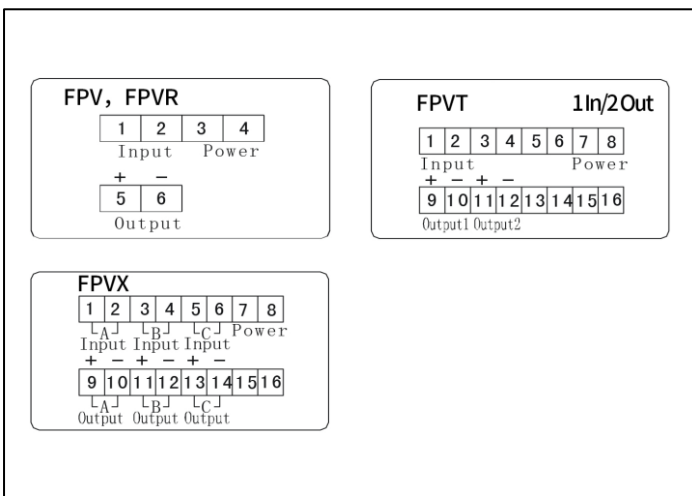 FPV, FPVR
1 2 3 4
Input Power
+ −
5 6
Output
FPVT 1In/2Out
1 2 3 4 5 6 7 8
Input Power
+ − + −
9 10 11 12 13 14 15 16
Output1 Output2
FPVX
1 2 3 4 5 6 7 8
A B C Power
Input Input Input
+ − + − + −
9 10 11 12 13 14 15 16
A B C
Output Output Output